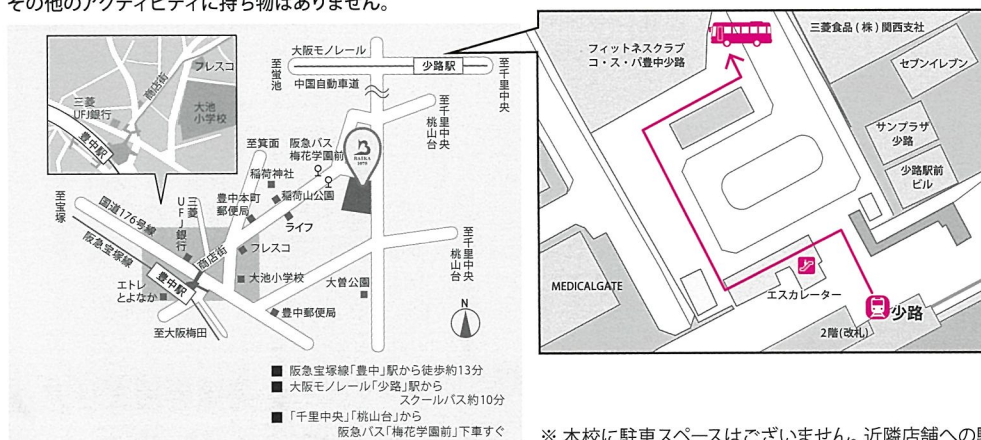 その他のアクティビティに持ち物はありません。
フレスコ
商店街
大池
小学校
三菱
UFJ銀行
豊中駅
大阪モノレール
少路駅
至蛍池
至千里中央
中国自動車道
至千里中央
桃山台
阪急バス
梅花学園前
BAIKA
1878
至箕面
稲荷神社
稲荷山公園
豊中本町
郵便局
ライフ
至宝塚
国道176号線
阪急宝塚線
三菱
UFJ銀行
商店街
フレスコ
豊中駅
大池小学校
エトレ
とよなか
豊中郵便局
至大阪梅田
大曽公園
至千里中央
桃山台
N
■ 阪急宝塚線「豊中」駅から徒歩約13分
■ 大阪モノレール「少路」駅から
スクールバス約10分
■ 「千里中央」「桃山台」から
阪急バス「梅花学園前」下車すぐ
フィットネスクラブ
コ・ス・パ豊中少路
三菱食品(株)関西支社
セブンイレブン
サンプラザ
少路
少路駅前
ビル
MEDICALGATE
エスカレーター
少路
2階(改札)
※ 本校に駐車スペースはございません。近隣店舗への